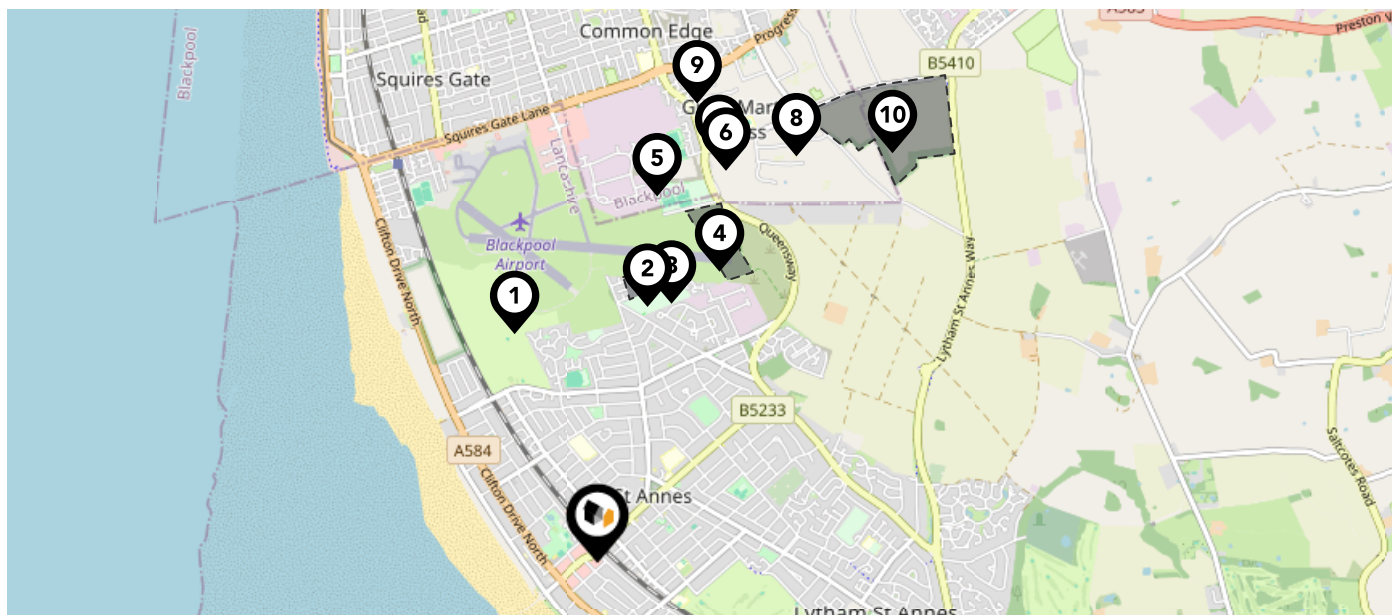 A583
Preston
Blackpool
Common Edge
Progress
Squires Gate
B5410
9
Squires Gate Lane
8
10
6
Lancashire
5
Blackpool
4
Queensway
Blackpool
Airport
2
3
1
Clifton Drive North
Lytham St Annes Way
B5233
A584
Saltcotes Road
St Annes
Clifton Drive North
Lytham St Annes